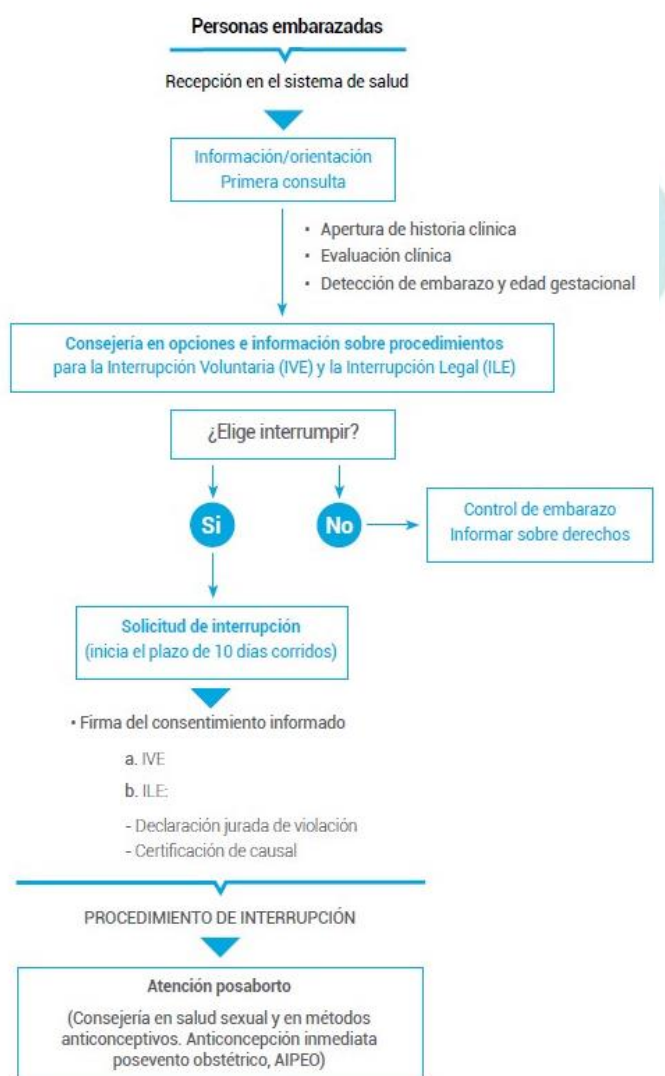 Personas embarazadas
Recepción en el sistema de salud
Información/orientación
Primera consulta
• Apertura de historia clínica
• Evaluación clínica
• Detección de embarazo y edad gestacional
Consejería en opciones e información sobre procedimientos
para la Interrupción Voluntaria (IVE) y la Interrupción Legal (ILE)
¿Elige interrumpir?
Si
No
Control de embarazo
Informar sobre derechos
Solicitud de interrupción
(inicia el plazo de 10 días corridos)
• Firma del consentimiento informado
a. IVE
b. ILE:
- Declaración jurada de violación
- Certificación de causal
PROCEDIMIENTO DE INTERRUPCIÓN
Atención posaborto
(Consejería en salud sexual y en métodos
anticonceptivos. Anticoncepción inmediata
posevento obstétrico, AIPEO)